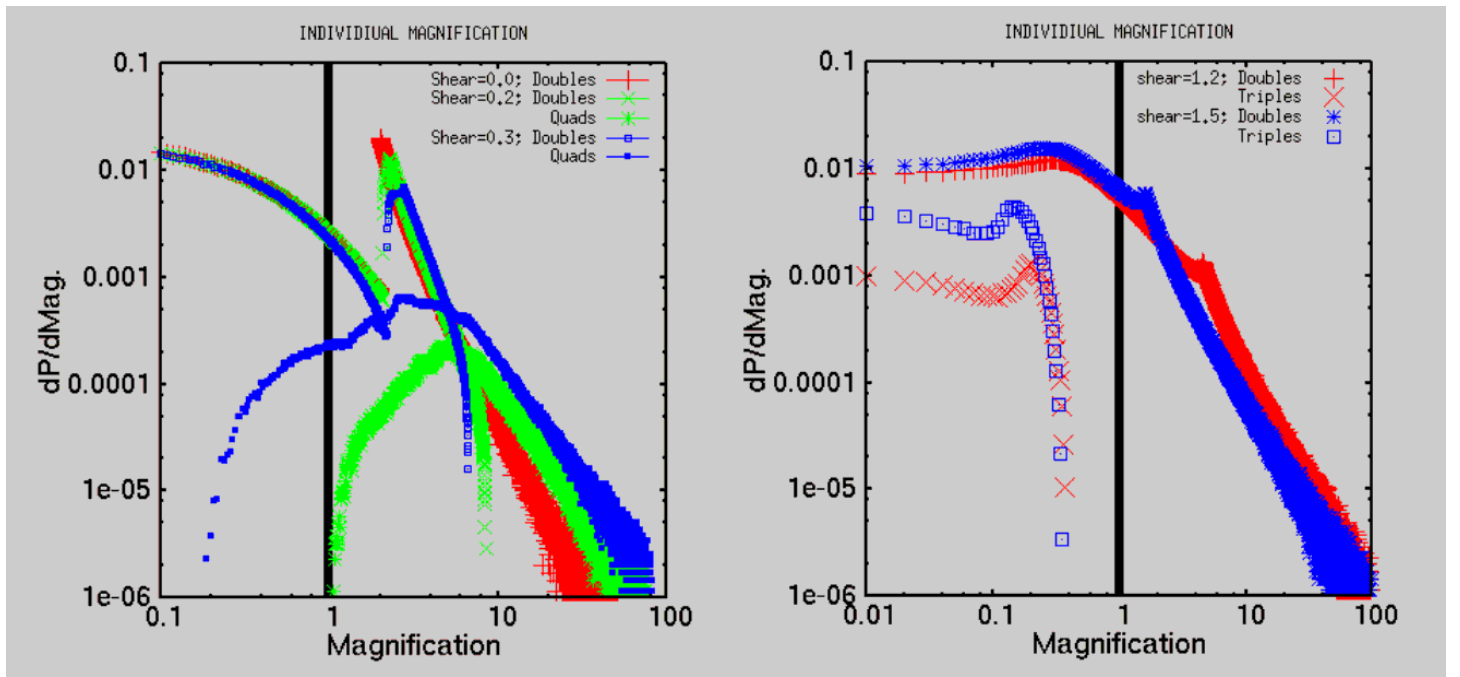 INDIVIDIUAL MAGNIFICATION
Shear=0.0; Doubles
Shear=0.2; Doubles
Quads
Shear=0.3; Doubles
Quads
dP/dMag.
0.1
0.01
0.001
0.0001
1e-05
1e-06
0.1
1
10
100
Magnification
INDIVIDIUAL MAGNIFICATION
shear=1.2; Doubles
Triples
shear=1.5; Doubles
Triples
dP/dMag.
0.1
0.01
0.001
0.0001
1e-05
1e-06
0.01
0.1
1
10
100
Magnification